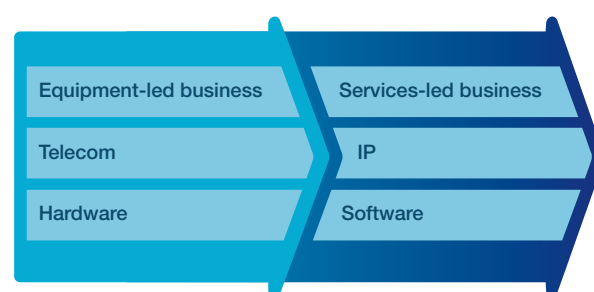 Equipment-led business
Services-led business
Telecom
IP
Hardware
Software